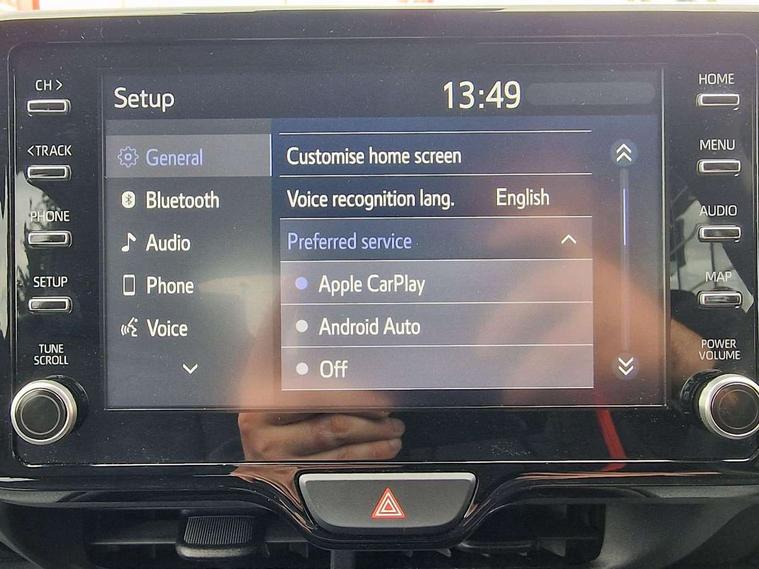 CH >
< TRACK
PHONE
SETUP
TUNE
SCROLL
Setup
13:49
General
Bluetooth
Audio
Phone
Voice
Customise home screen
Voice recognition lang. English
Preferred service
Apple CarPlay
Android Auto
Off
HOME
MENU
AUDIO
MAP
POWER
VOLUME